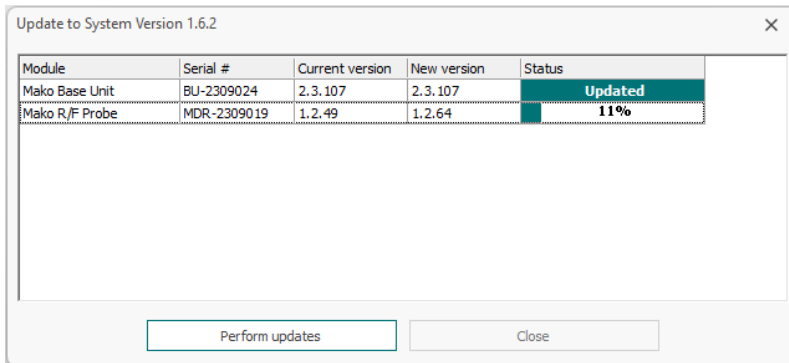 Update to System Version 1.6.2
Module Serial # Current version New version Status
Mako Base Unit BU-2309024 2.3.107 2.3.107 Updated
Mako R/F Probe MDR-2309019 1.2.49 1.2.64 11%
Perform updates Close